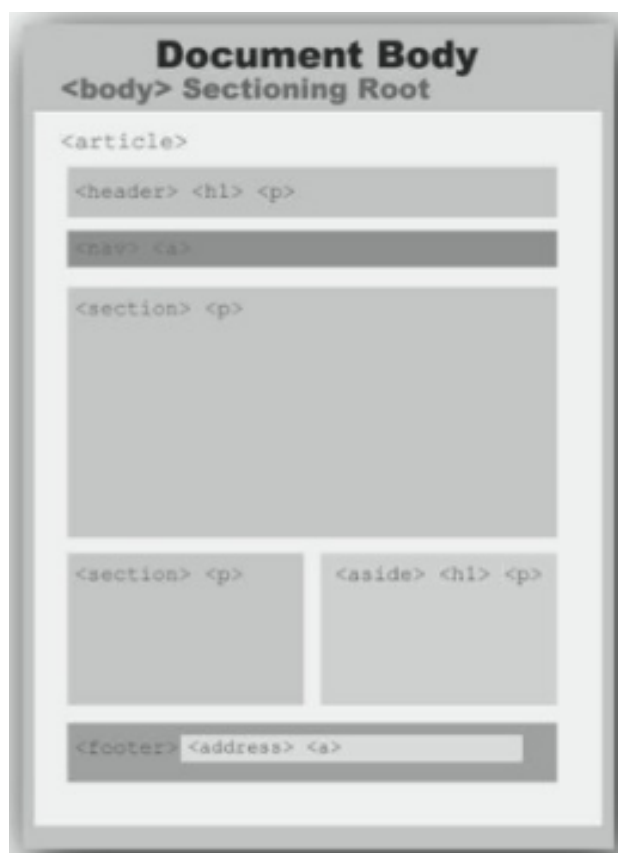 Document Body
<body> Sectioning Root
<article>
<header> <h1> <p>
<nav> <a>
<section> <p>
<section> <p>
<aside> <h1> <p>
<footer> <address> <a>